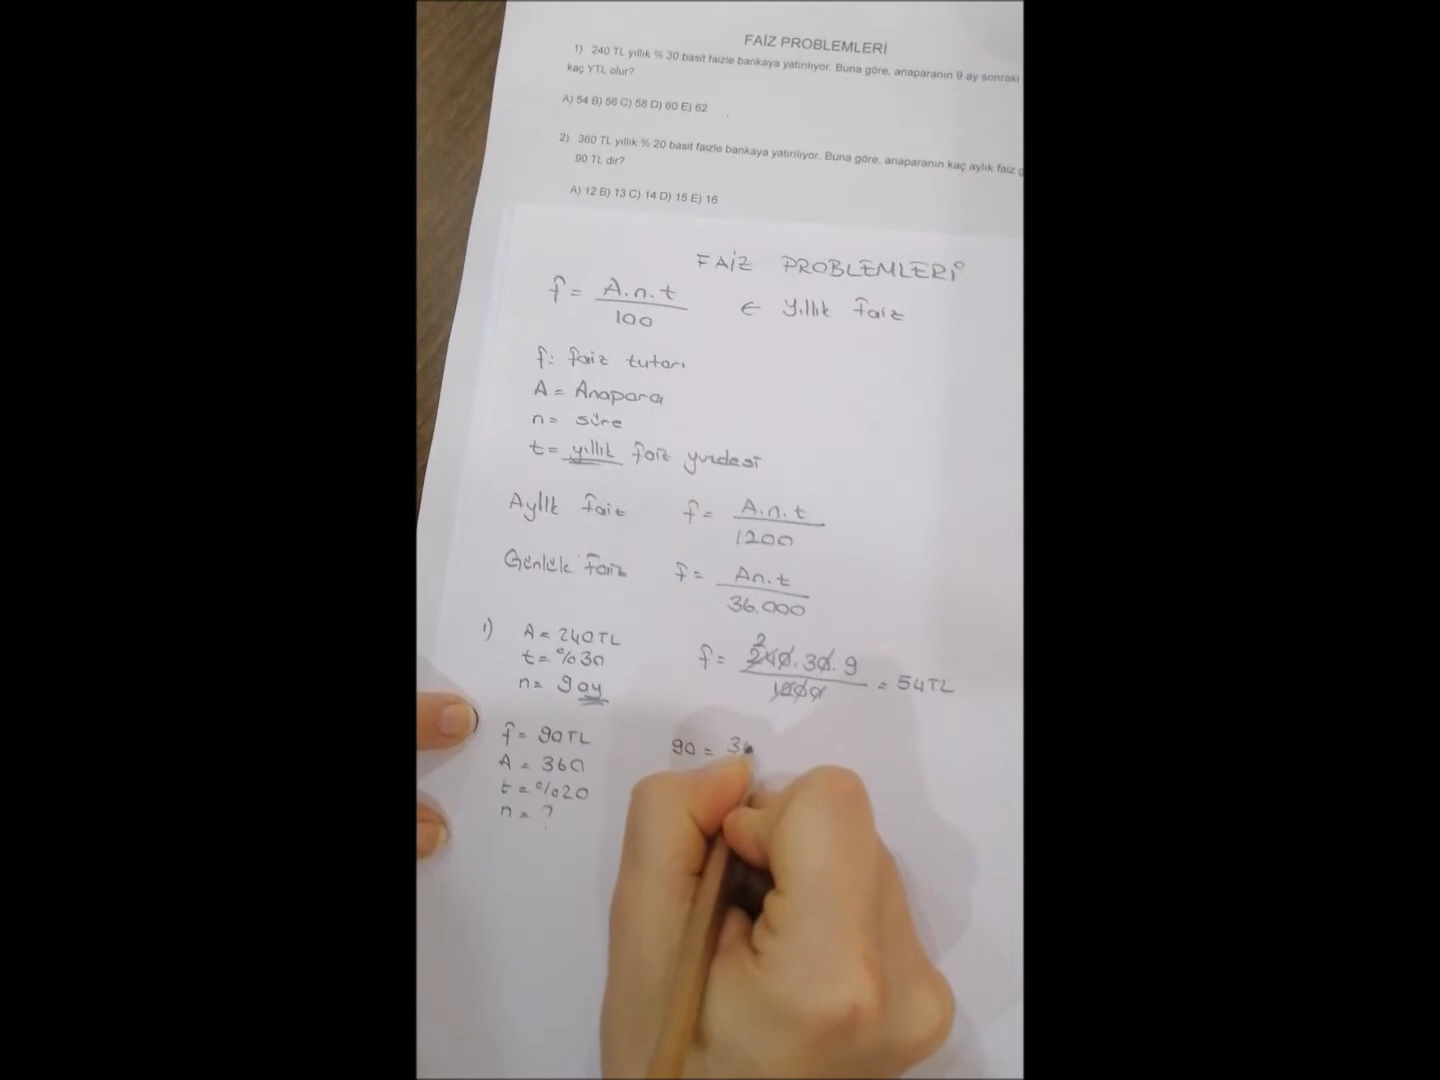 FAİZ PROBLEMLERİ
1) 240 TL yıllık % 30 basit faizle bankaya yatırılıyor. Buna göre, anaparanın 9 ay sonraki
kaç YTL olur?
A) 54 B) 56 C) 58 D) 60 E) 62
2) 360 TL yıllık % 20 basit faizle bankaya yatırılıyor. Buna göre, anaparanın kaç aylık faiz
90 TL dir?
A) 12 B) 13 C) 14 D) 15 E) 16
FAİZ PROBLEMLERİ
f = A.n.t / 100 ∈ Yıllık Faiz
f: faiz tutarı
A = Anapara
n = süre
t = yıllık faiz yüzdesi
Aylık Faiz f = A.n.t / 1200
Günlük Faiz f = An.t / 36.000
1) A = 240 TL
t = %30
n = 9 ay
f = 240. 30. 9 / 1200 = 54 TL
2
) f = 90 TL
A = 360
t = %20
n = ?
90 = 36